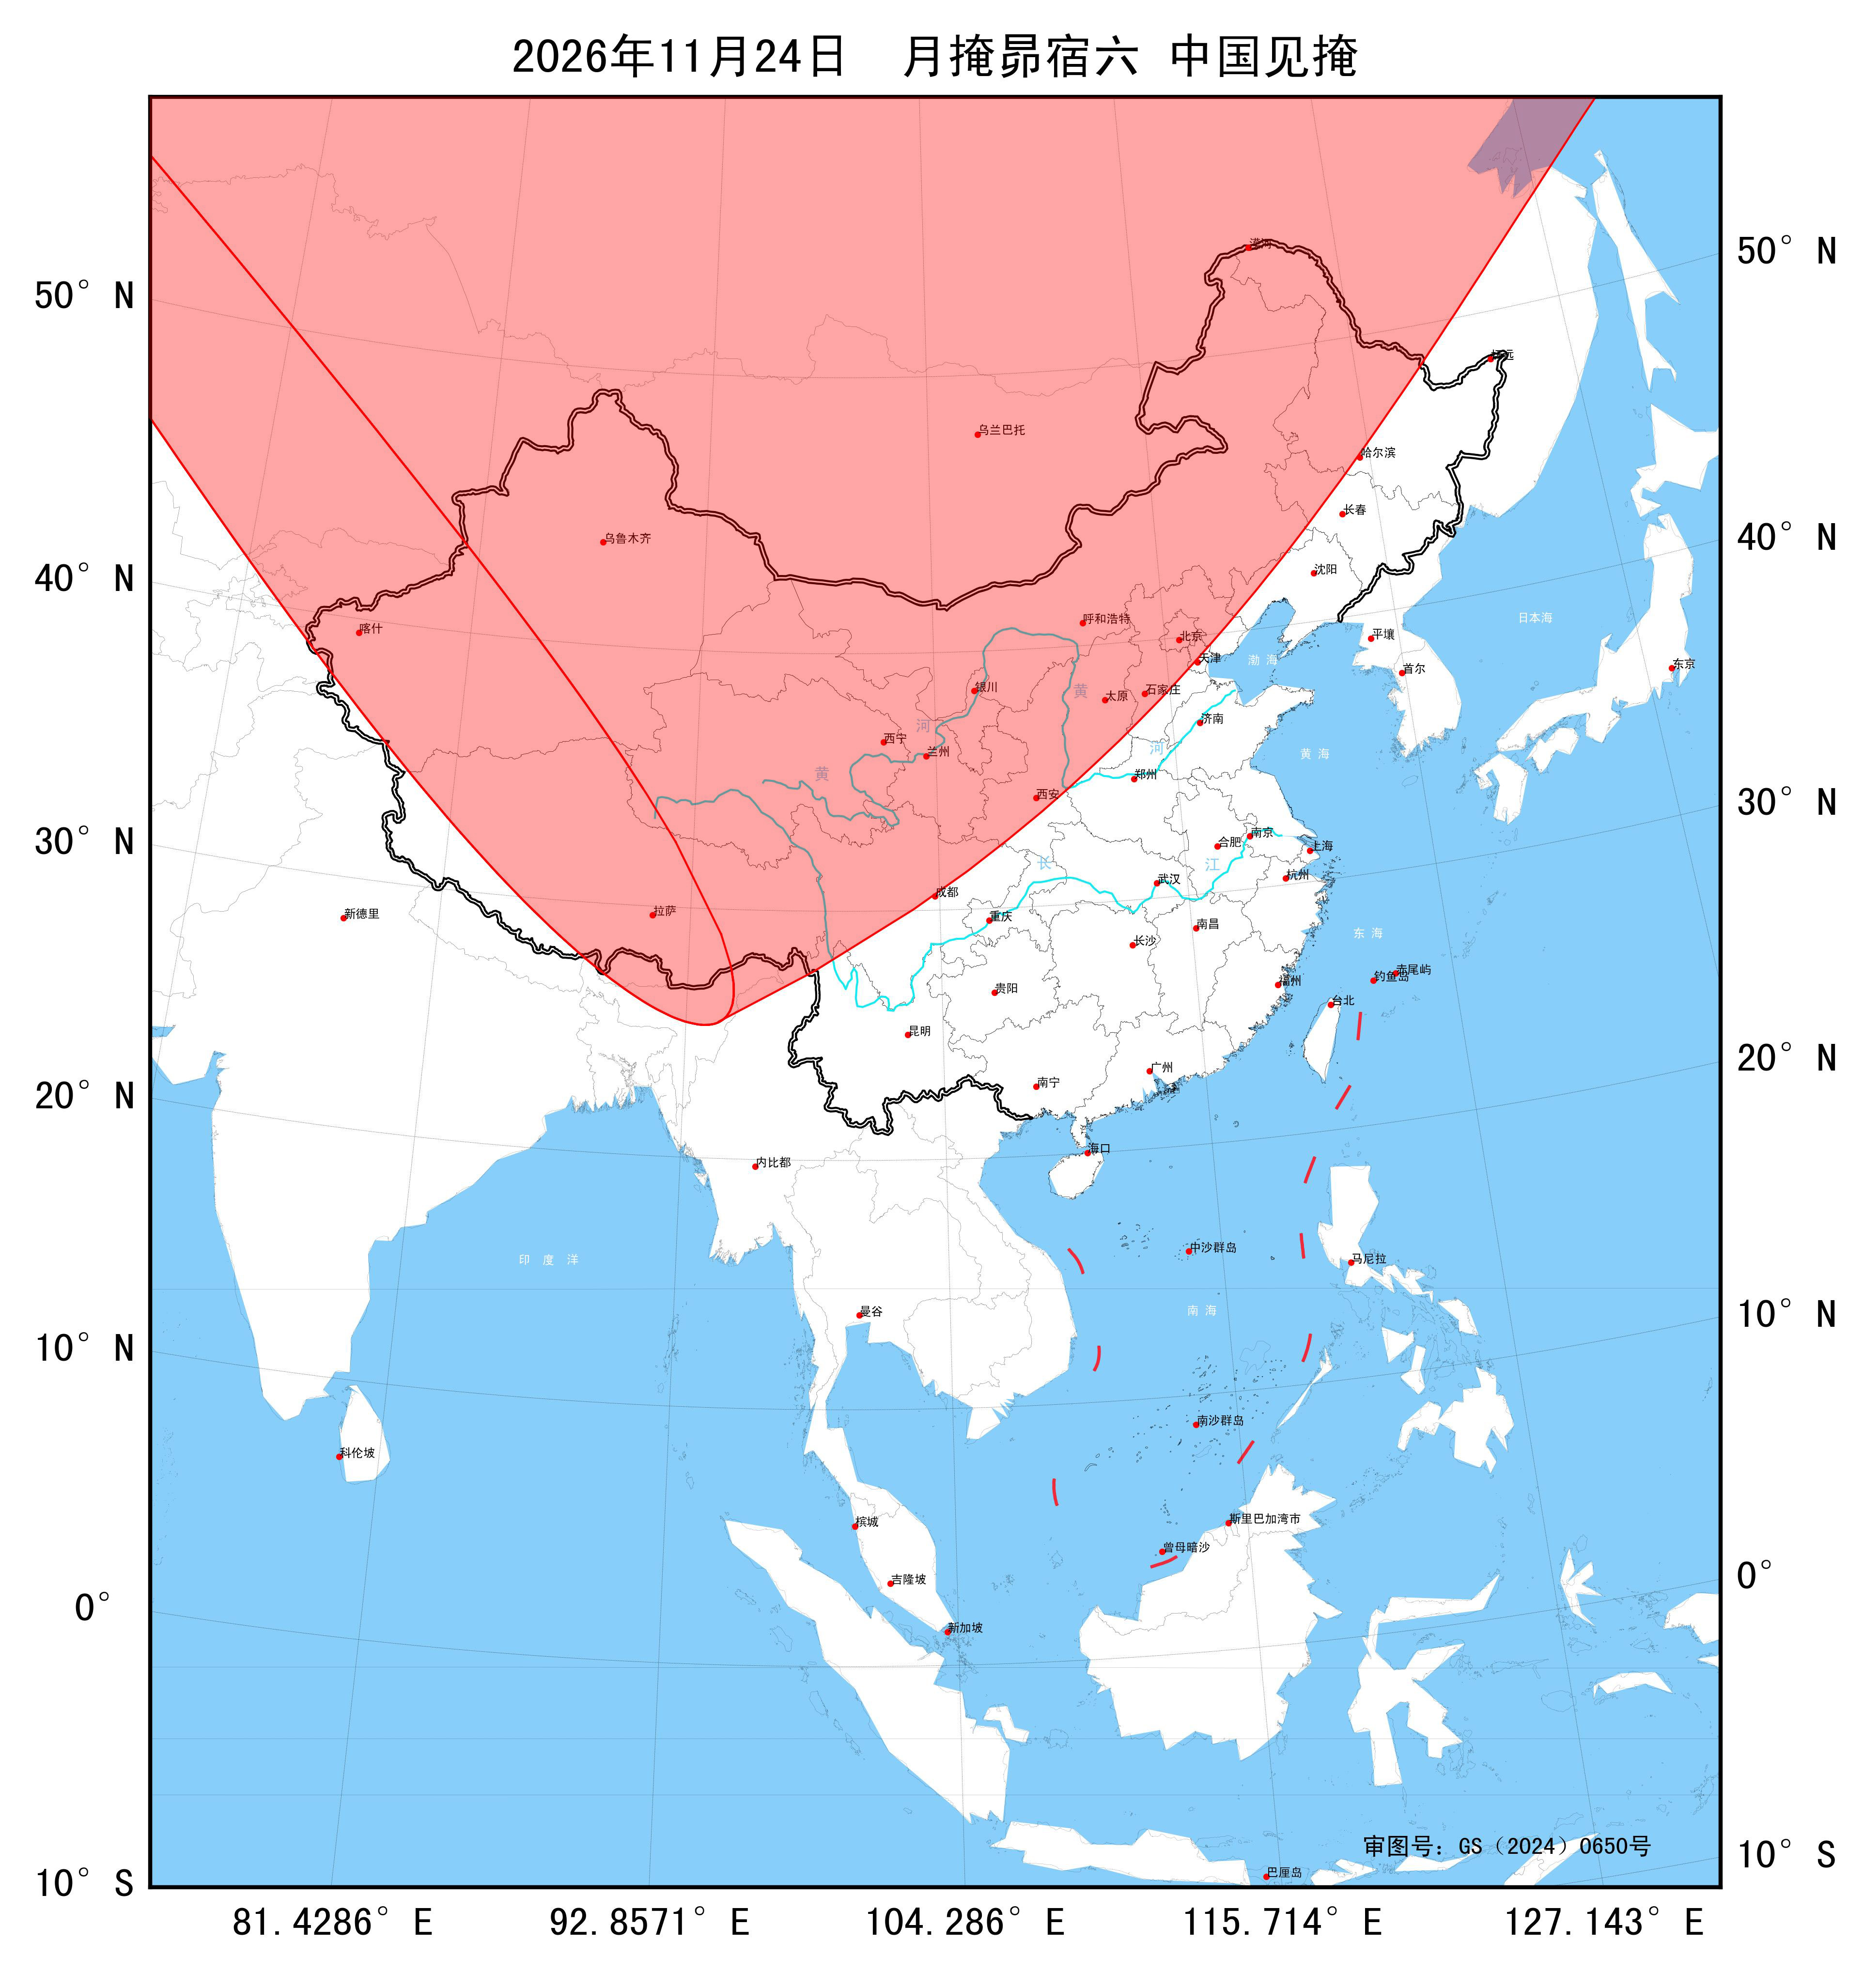 2026年11月24日 月掩昴宿六 中国见掩
50° N
50° N
漠河
抚远
乌兰巴托
哈尔滨
长春
乌鲁木齐
40° N
40° N
沈阳
喀什
呼和浩特
北京
平壤
日本海
天津
渤 海
首尔
东京
银川
黄
太原
石家庄
济南
河
西宁
兰州
河
黄 海
黄
郑州
西安
30° N
30° N
南京
合肥
上海
长
江
武汉
杭州
成都
拉萨
新德里
重庆
南昌
东 海
长沙
赤尾屿
钓鱼岛
福州
贵阳
台北
昆明
20° N
20° N
广州
南宁
海口
内比都
中沙群岛
马尼拉
印 度 洋
南 海
曼谷
10° N
10° N
南沙群岛
科伦坡
槟城
斯里巴加湾市
曾母暗沙
吉隆坡
0°
0°
新加坡
审图号：GS（2024）0650号
巴厘岛
10° S
10° S
81.4286° E
92.8571° E
104.286° E
115.714° E
127.143° E